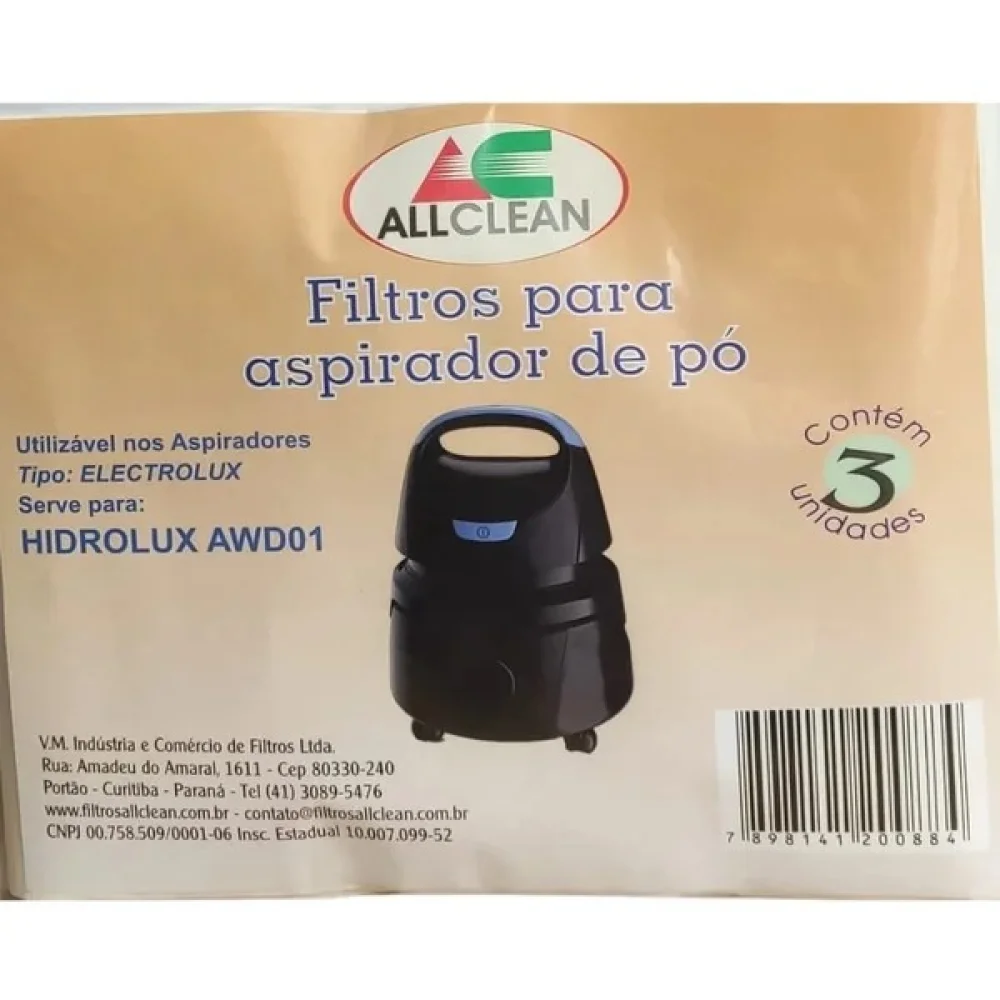 AC
ALLCLEAN
Filtros para
aspirador de pó
Utilizável nos Aspiradores
Tipo: ELECTROLUX
Serve para:
HIDROLUX AWD01
Contém
3
unidades
V.M. Indústria e Comércio de Filtros Ltda.
Rua: Amadeu do Amaral, 1611 - Cep 80330-240
Portão - Curitiba - Paraná - Tel (41) 3089-5476
www.filtrosallclean.com.br - contato@filtrosallclean.com.br
CNPJ 00.758.509/0001-06 Insc. Estadual 10.007.099-52
7 898141 200884